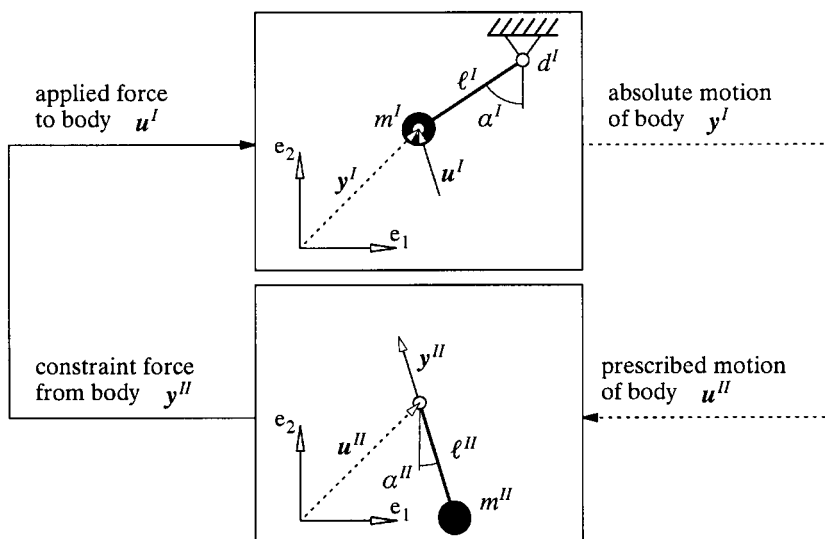 d^I
ℓ^I
applied force
to body u^I
m^I
α^I
absolute motion
of body y^I
e_2
y^I
u^I
e_1
y^II
constraint force
from body y^II
prescribed motion
of body u^II
e_2
u^II
ℓ^II
α^II
e_1
m^II